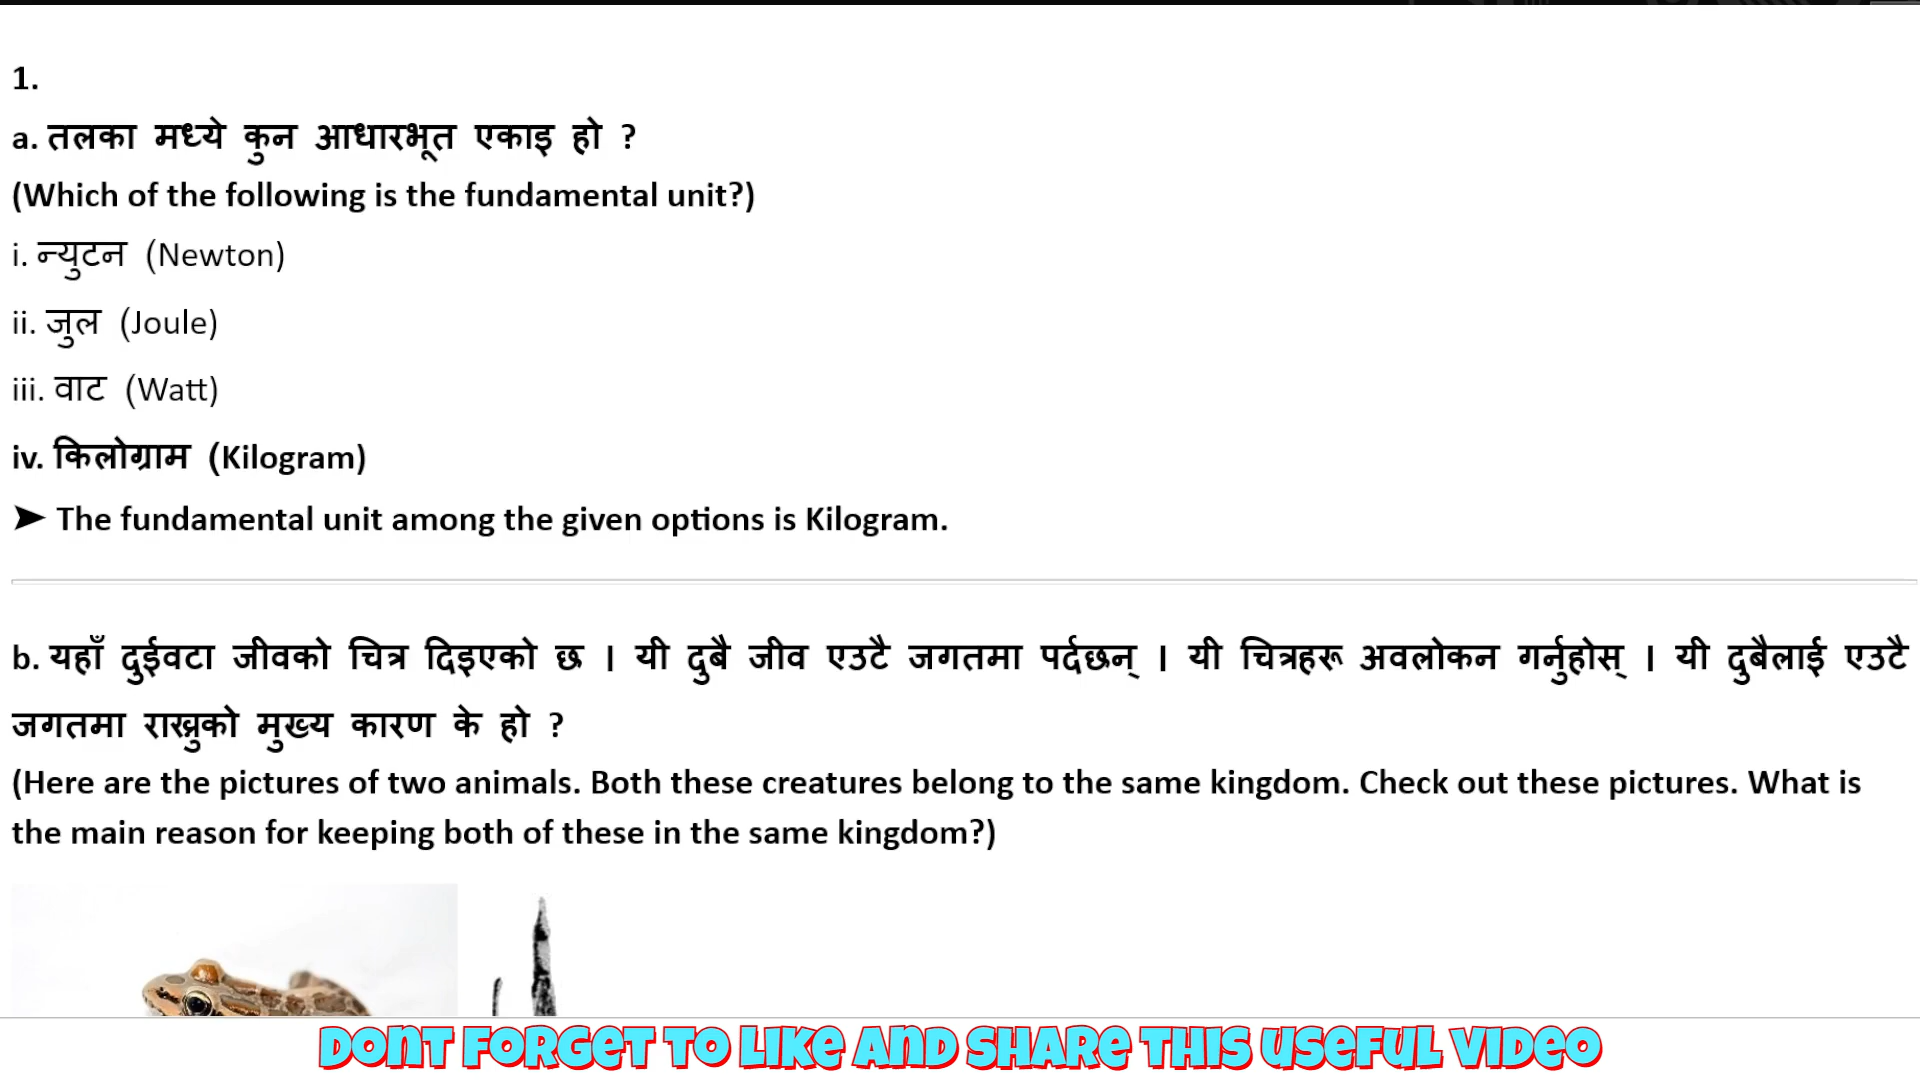 1.
a. तलका मध्ये कुन आधारभूत एकाइ हो ?
(Which of the following is the fundamental unit?)
i. न्युटन (Newton)
ii. जुल (Joule)
iii. वाट (Watt)
iv. किलोग्राम (Kilogram)
➤ The fundamental unit among the given options is Kilogram.
b. यहाँ दुईवटा जीवको चित्र दिइएको छ । यी दुबै जीव एउटै जगतमा पर्दछन् । यी चित्रहरू अवलोकन गर्नुहोस् । यी दुबैलाई एउटै
जगतमा राख्नुको मुख्य कारण के हो ?
(Here are the pictures of two animals. Both these creatures belong to the same kingdom. Check out these pictures. What is
the main reason for keeping both of these in the same kingdom?)
DONT FORGET TO LIKE AND SHARE THIS USEFUL VIDEO